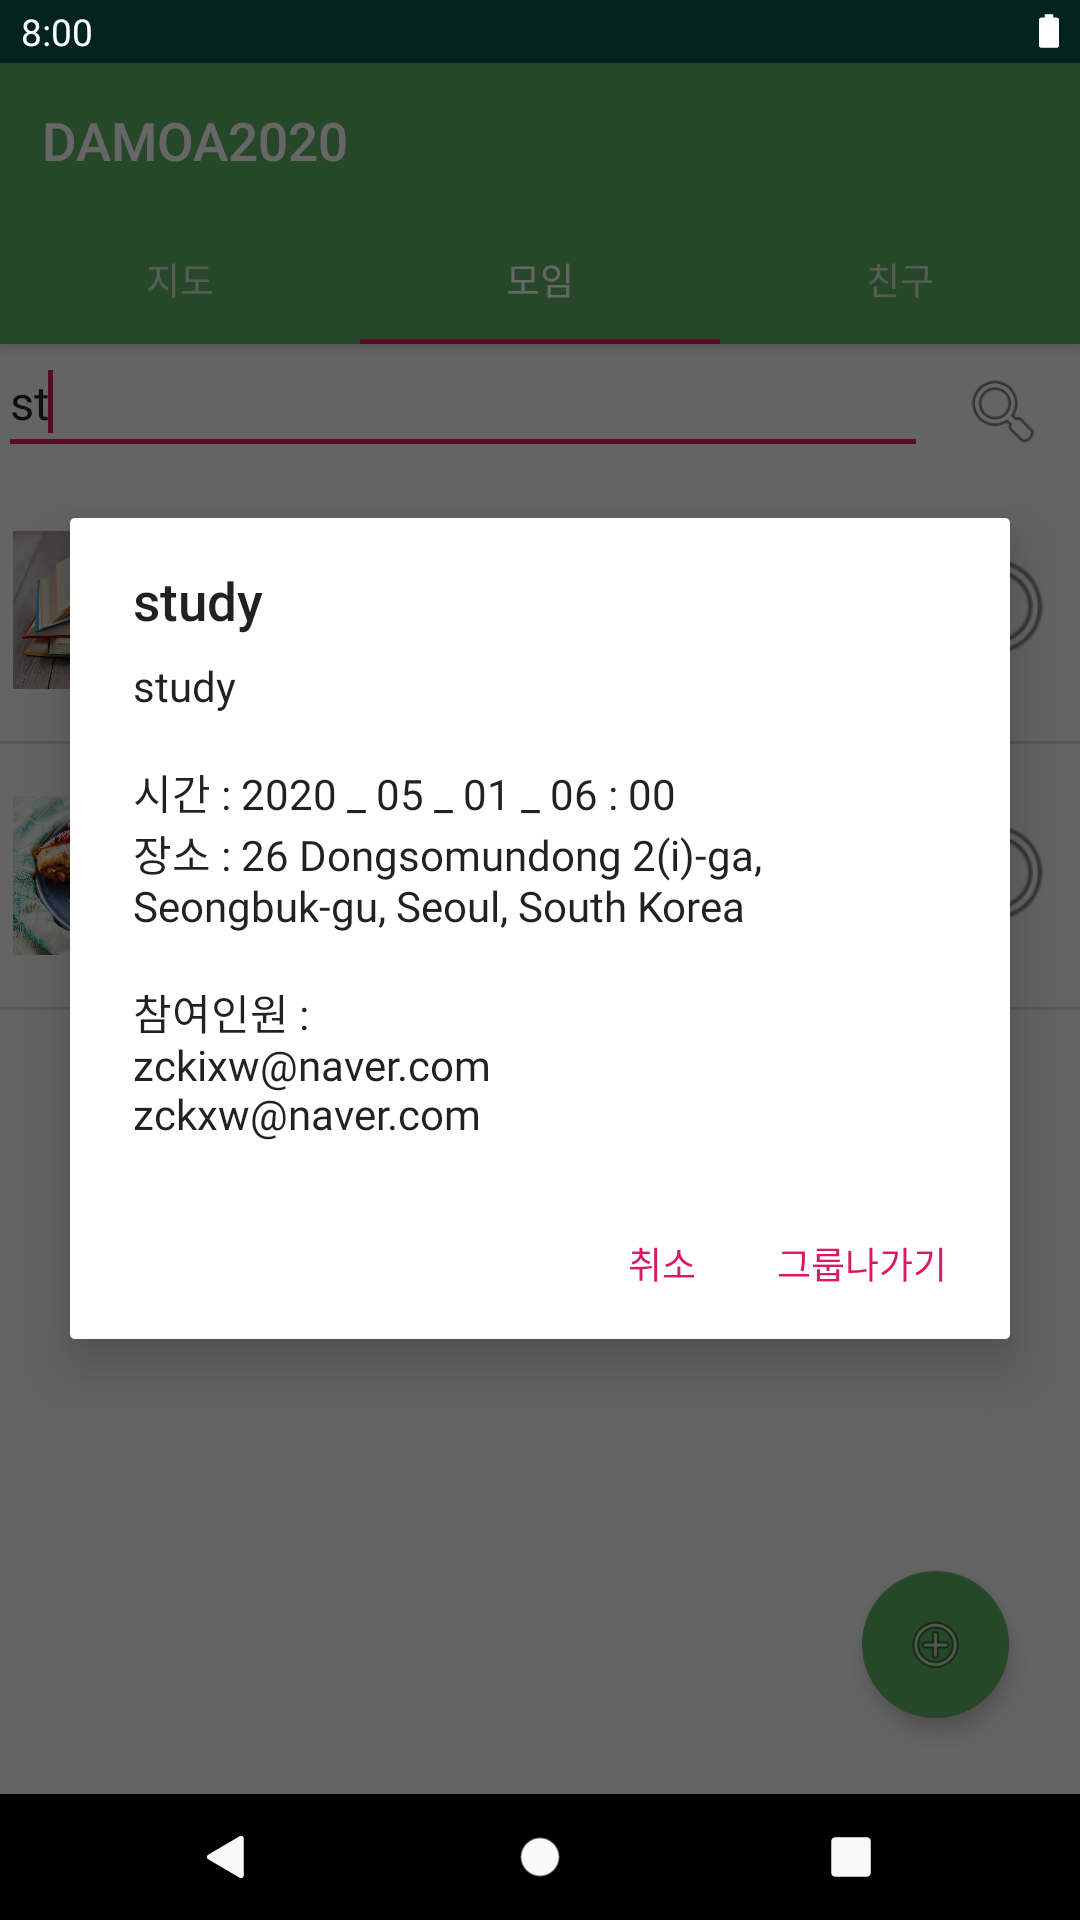 8:00
DAMOA2020
지도
모임
친구
st
study
study
시간 : 2020 _ 05 _ 01 _ 06 : 00
장소 : 26 Dongsomundong 2(i)-ga,
Seongbuk-gu, Seoul, South Korea
참여인원 :
zckixw@naver.com
zckxw@naver.com
취소
그룹나가기